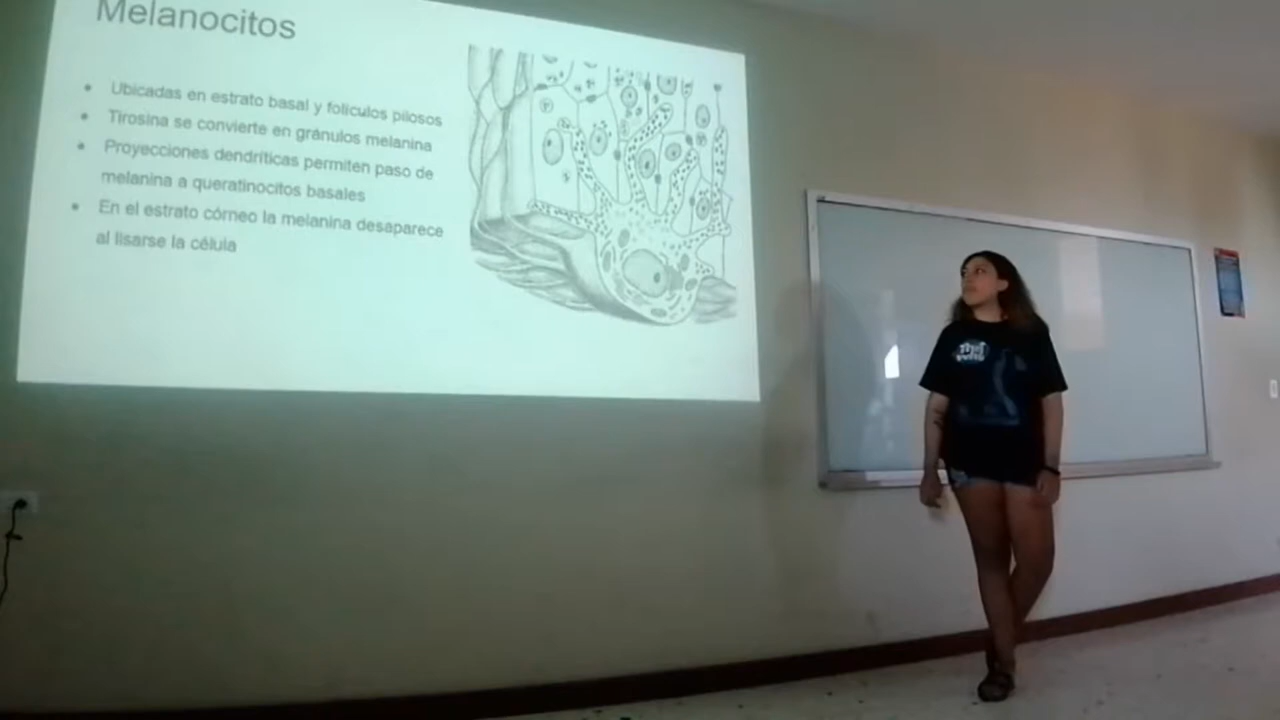 Melanocitos
Ubicadas en estrato basal y folículos pilosos
Tirosina se convierte en gránulos melanina
Proyecciones dendríticas permiten paso de
melanina a queratinocitos basales
En el estrato córneo la melanina desaparece
al lisarse la célula